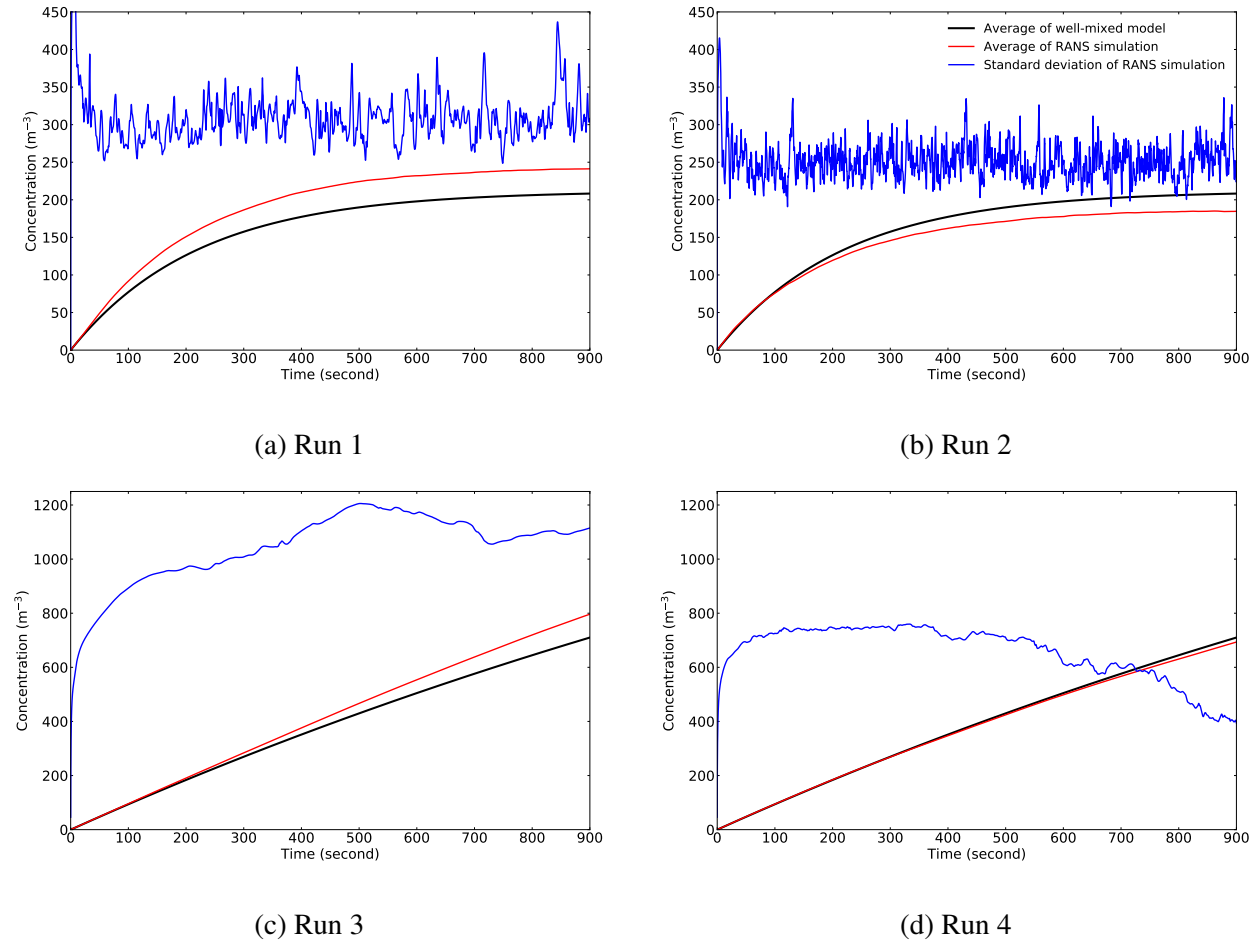 450
400
350
300
250
200
150
100
50
0
Concentration (m⁻³)
0 100 200 300 400 500 600 700 800 900
Time (second)
(a) Run 1
450
400
350
300
250
200
150
100
50
0
Concentration (m⁻³)
Average of well-mixed model
Average of RANS simulation
Standard deviation of RANS simulation
0 100 200 300 400 500 600 700 800 900
Time (second)
(b) Run 2
1200
1000
800
600
400
200
0
Concentration (m⁻³)
0 100 200 300 400 500 600 700 800 900
Time (second)
(c) Run 3
1200
1000
800
600
400
200
0
Concentration (m⁻³)
0 100 200 300 400 500 600 700 800 900
Time (second)
(d) Run 4